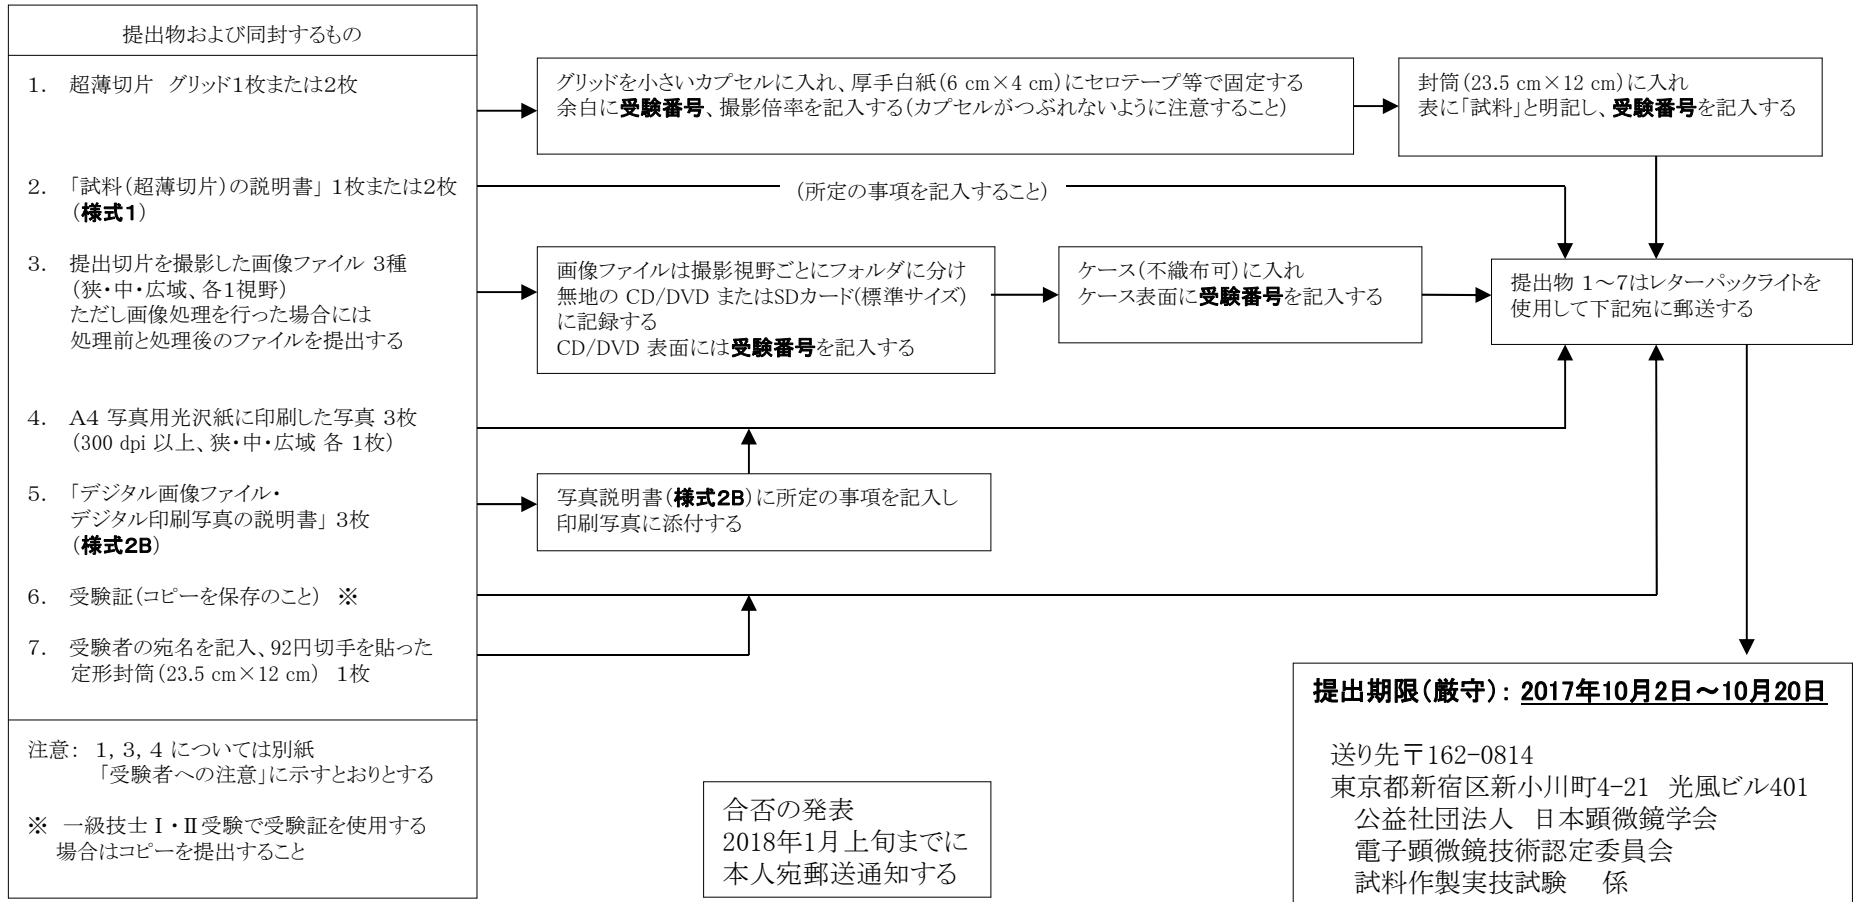 提出物および同封するもの
1. 超薄切片 グリッド1枚または2枚
グリッドを小さいカプセルに入れ、厚手白紙(6 cm×4 cm)にセロテープ等で固定する
余白に受験番号、撮影倍率を記入する(カプセルがつぶれないように注意すること)
封筒(23.5 cm×12 cm)に入れ
表に「試料」と明記し、受験番号を記入する
2. 「試料(超薄切片)の説明書」 1枚または2枚
(様式1)
(所定の事項を記入すること)
3. 提出切片を撮影した画像ファイル 3種
(狭・中・広域、各1視野)
ただし画像処理を行った場合には
処理前と処理後のファイルを提出する
画像ファイルは撮影視野ごとにフォルダに分け
無地の CD/DVD またはSDカード(標準サイズ)
に記録する
CD/DVD 表面には受験番号を記入する
ケース(不織布可)に入れ
ケース表面に受験番号を記入する
提出物 1~7はレターパックライトを
使用して下記宛に郵送する
4. A4 写真用光沢紙に印刷した写真 3枚
(300 dpi 以上、狭・中・広域 各 1枚)
5. 「デジタル画像ファイル・
デジタル印刷写真の説明書」 3枚
(様式2B)
写真説明書(様式2B)に所定の事項を記入し
印刷写真に添付する
6. 受験証(コピーを保存のこと) ※
7. 受験者の宛名を記入、92円切手を貼った
定形封筒(23.5 cm×12 cm) 1枚
注意: 1, 3, 4 については別紙
「受験者への注意」に示すとおりとする
※ 一級技士 I・II 受験で受験証を使用する
場合はコピーを提出すること
合否の発表
2018年1月上旬までに
本人宛郵送通知する
提出期限(厳守): 2017年10月2日~10月20日
送り先〒162-0814
東京都新宿区新小川町4-21 光風ビル401
公益社団法人 日本顕微鏡学会
電子顕微鏡技術認定委員会
試料作製実技試験 係